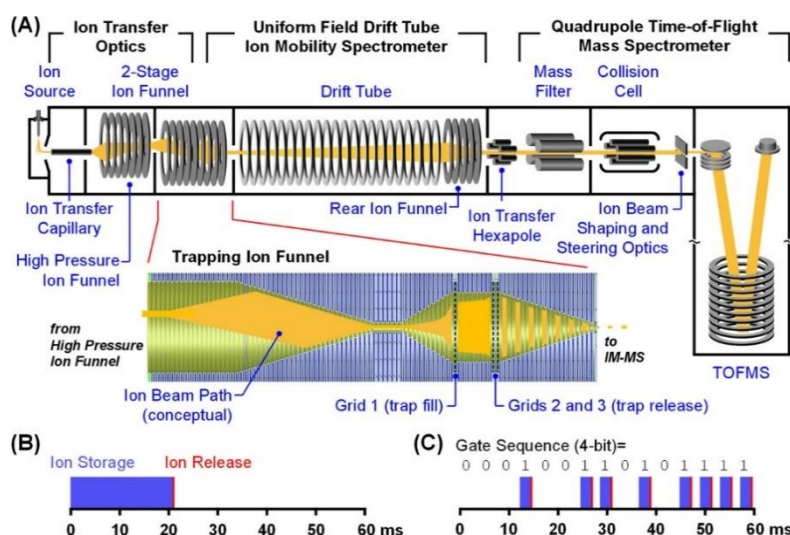 (A)
Ion Transfer
Optics
Uniform Field Drift Tube
Ion Mobility Spectrometer
Quadrupole Time-of-Flight
Mass Spectrometer
Ion
Source
2-Stage
Ion Funnel
Drift Tube
Mass
Filter
Collision
Cell
Ion Transfer
Capillary
High Pressure
Ion Funnel
Rear Ion Funnel
Ion Transfer
Hexapole
Ion Beam
Shaping and
Steering Optics
Trapping Ion Funnel
from
High Pressure
Ion Funnel
to
IM-MS
Ion Beam Path
(conceptual)
Grid 1 (trap fill)
Grids 2 and 3 (trap release)
TOFMS
(B)
Ion Storage
Ion Release
0 10 20 30 40 50 60 ms
(C)
Gate Sequence (4-bit)=
0 0 0 1 0 0 1 1 0 1 0 1 1 1 1
0 10 20 30 40 50 60 ms